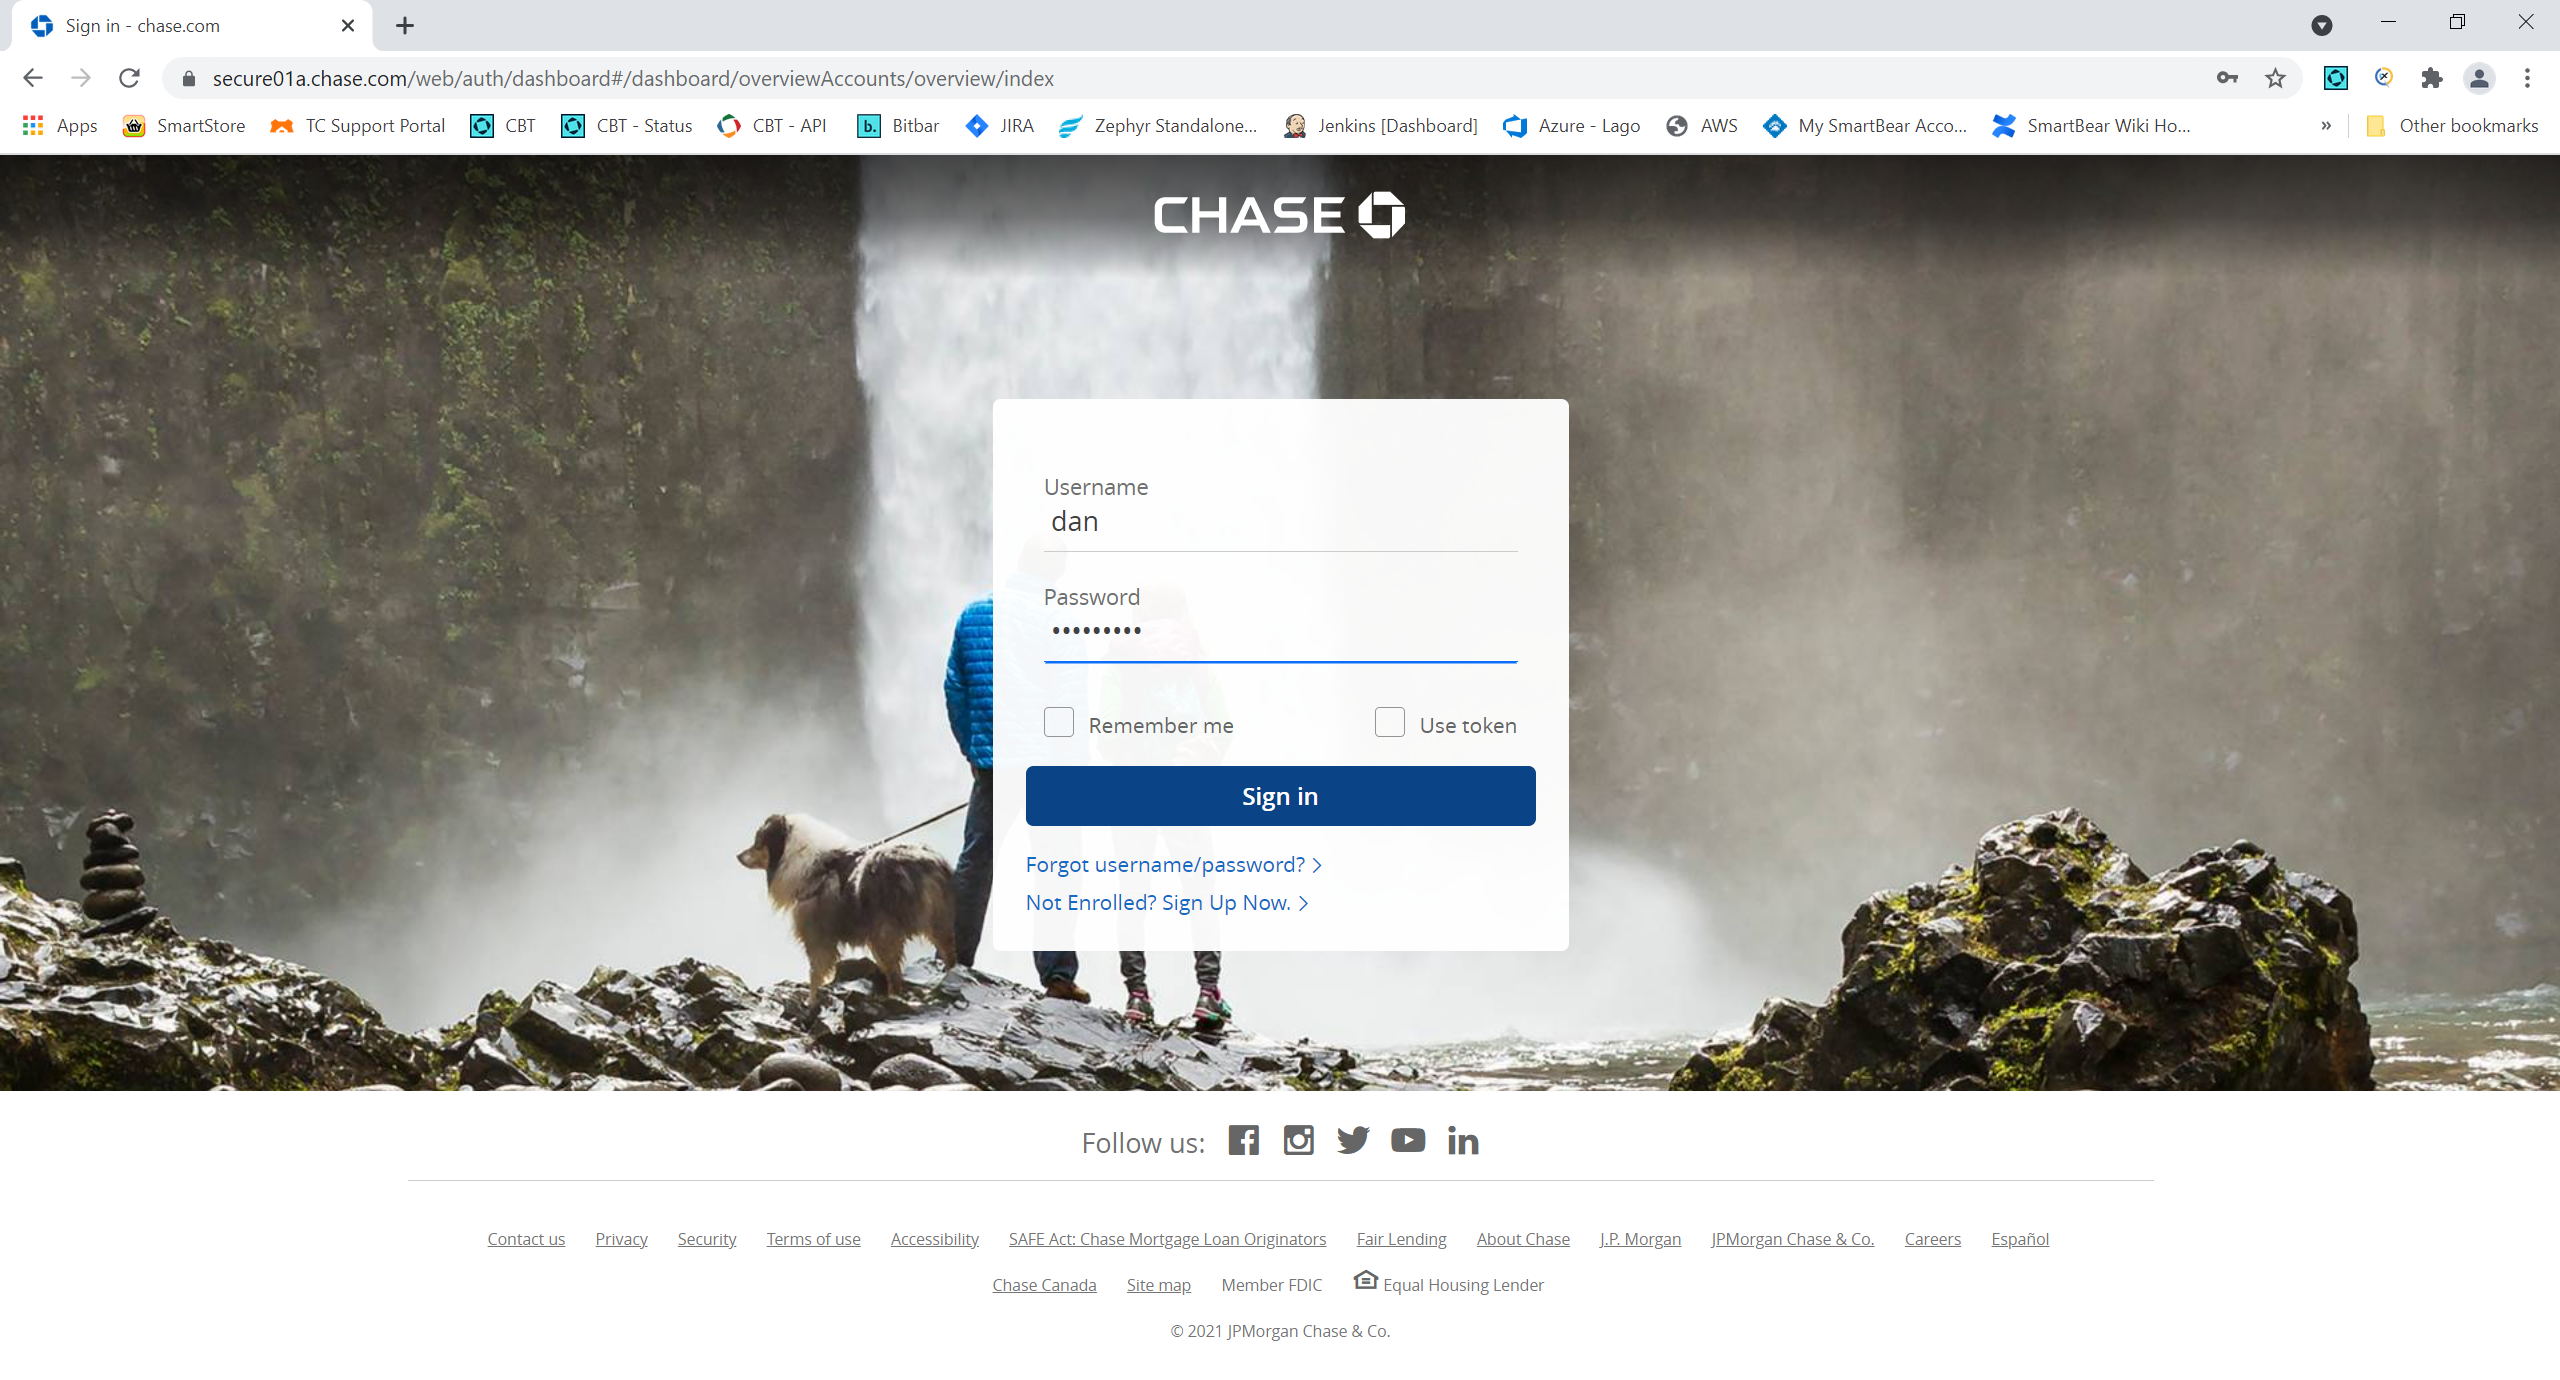 Sign in - chase.com
secure01a.chase.com/web/auth/dashboard#/dashboard/overviewAccounts/overview/index
Apps SmartStore TC Support Portal CBT CBT - Status CBT - API b. Bitbar JIRA Zephyr Standalone... Jenkins [Dashboard] Azure - Lago AWS My SmartBear Acco... SmartBear Wiki Ho... » Other bookmarks
CHASE
Username
dan
Password
•••••••••
Remember me Use token
Sign in
Forgot username/password?
Not Enrolled? Sign Up Now.
Follow us:
Contact us Privacy Security Terms of use Accessibility SAFE Act: Chase Mortgage Loan Originators Fair Lending About Chase J.P. Morgan JPMorgan Chase & Co. Careers Español
Chase Canada Site map Member FDIC Equal Housing Lender
© 2021 JPMorgan Chase & Co.